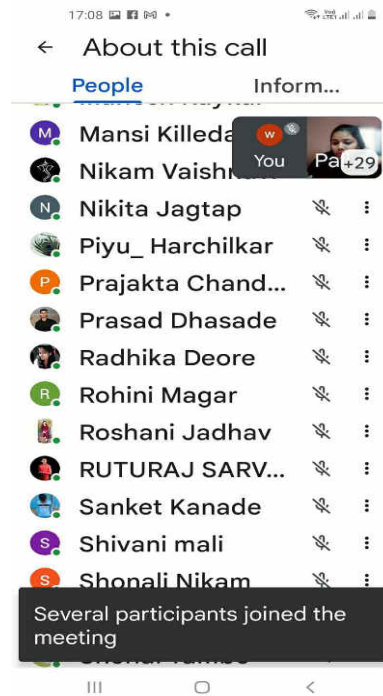 17:08
About this call
People Inform...
M Mansi Killeda
W
You Pa +29
Nikam Vaish
N Nikita Jagtap
Piyu_ Harchilkar
P Prajakta Chand...
Prasad Dhasade
Radhika Deore
R Rohini Magar
Roshani Jadhav
RUTURAJ SARV...
Sanket Kanade
S Shivani mali
S Shonali Nikam
Several participants joined the
meeting